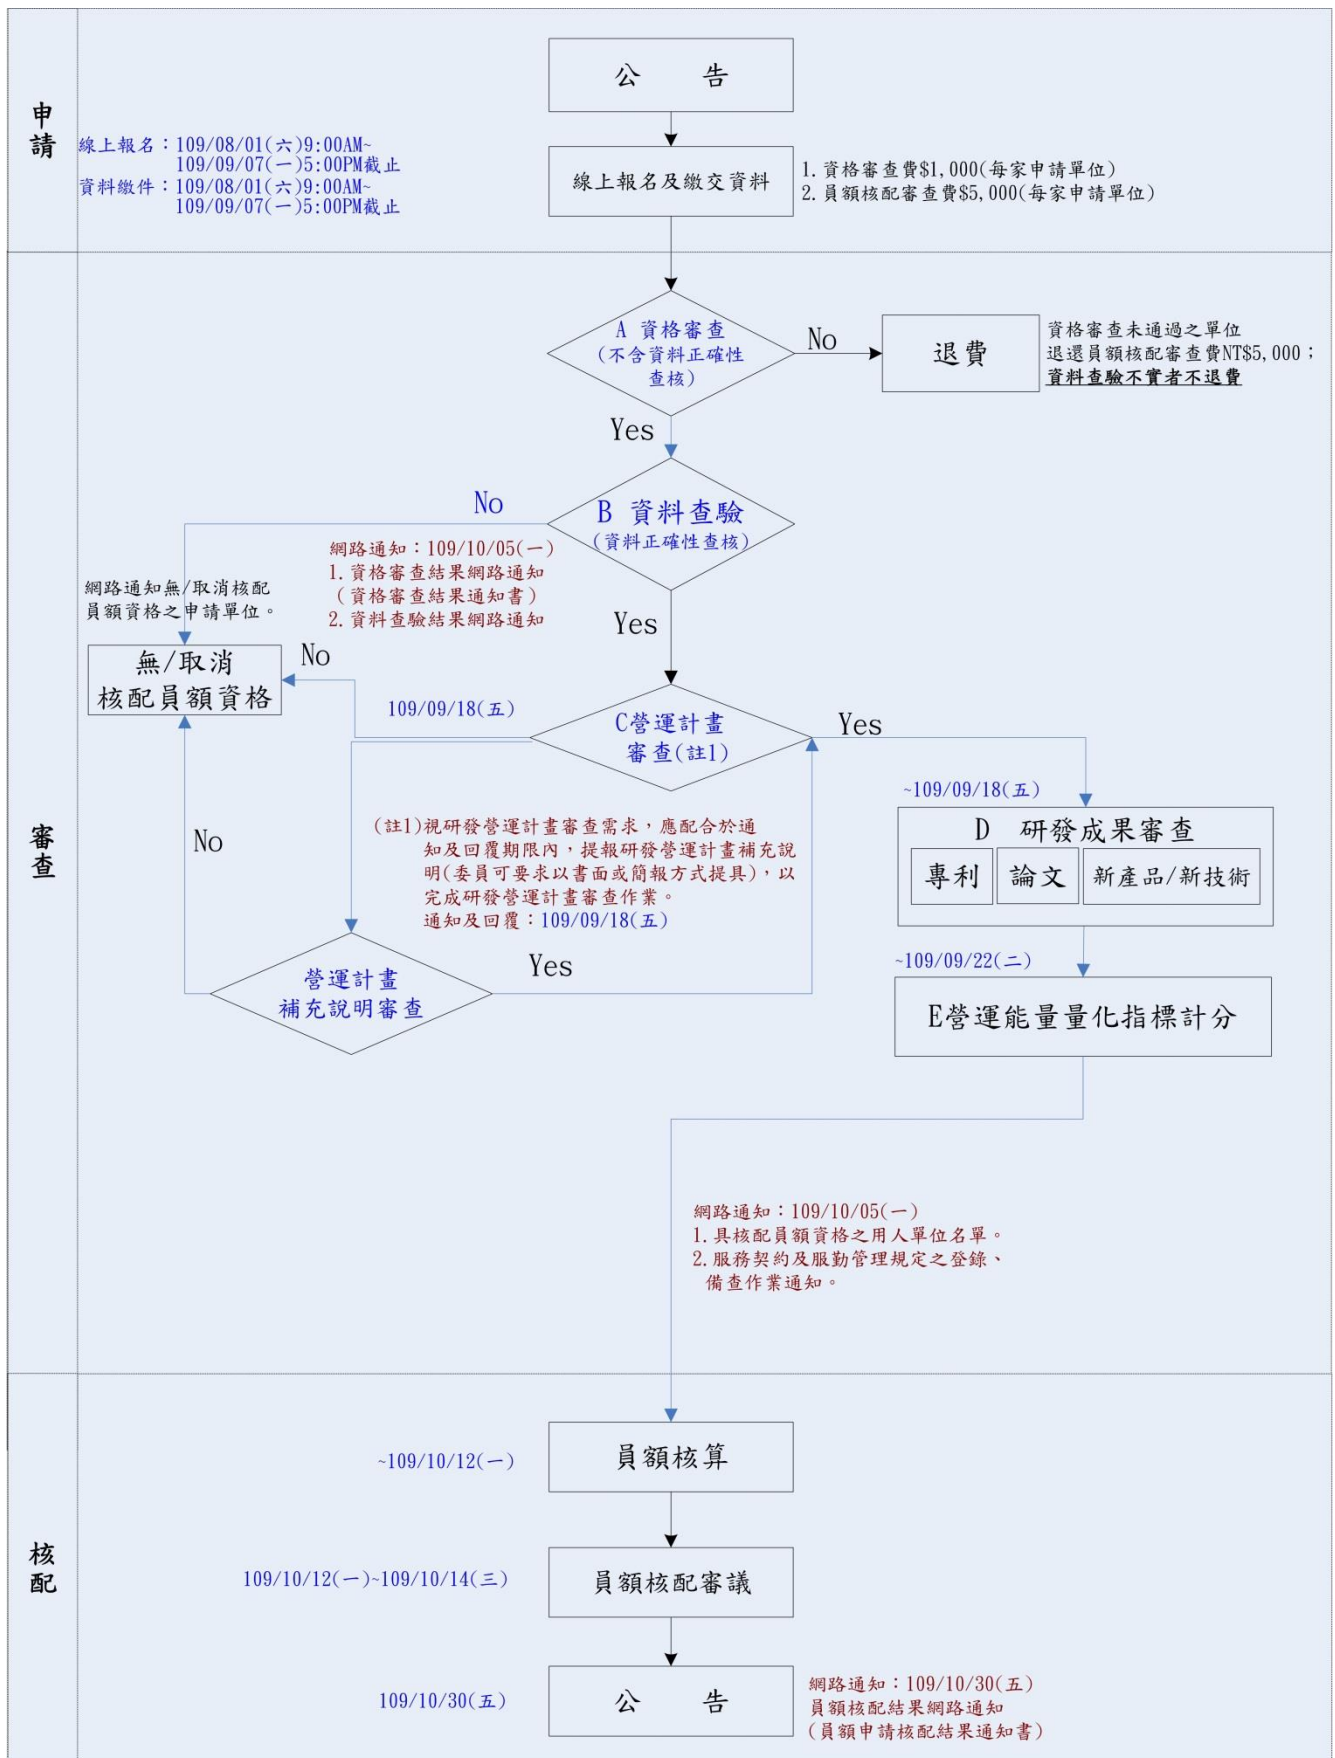 申請
公 告
線上報名：109/08/01(六)9:00AM~
109/09/07(一)5:00PM截止
資料繳件：109/08/01(六)9:00AM~
109/09/07(一)5:00PM截止
線上報名及繳交資料
1. 資格審查費$1,000(每家申請單位)
2. 員額核配審查費$5,000(每家申請單位)
審查
A 資格審查
(不含資料正確性
查核)
No
退費
資格審查未通過之單位
退還員額核配審查費NT$5,000；
資料查驗不實者不退費
Yes
B 資料查驗
(資料正確性查核)
No
網路通知：109/10/05(一)
1. 資格審查結果網路通知
(資格審查結果通知書)
2. 資料查驗結果網路通知
網路通知無/取消核配
員額資格之申請單位。
Yes
無/取消
核配員額資格
No
109/09/18(五)
C營運計畫
審查(註1)
Yes
~109/09/18(五)
D 研發成果審查
專利
論文
新產品/新技術
No
(註1)視研發營運計畫審查需求，應配合於通
知及回覆期限內，提報研發營運計畫補充說
明(委員可要求以書面或簡報方式提具)，以
完成研發營運計畫審查作業。
通知及回覆：109/09/18(五)
營運計畫
補充說明審查
Yes
~109/09/22(二)
E營運能量量化指標計分
網路通知：109/10/05(一)
1. 具核配員額資格之用人單位名單。
2. 服務契約及服勤管理規定之登錄、
備查作業通知。
核配
~109/10/12(一)
員額核算
109/10/12(一)~109/10/14(三)
員額核配審議
109/10/30(五)
公 告
網路通知：109/10/30(五)
員額核配結果網路通知
(員額申請核配結果通知書)